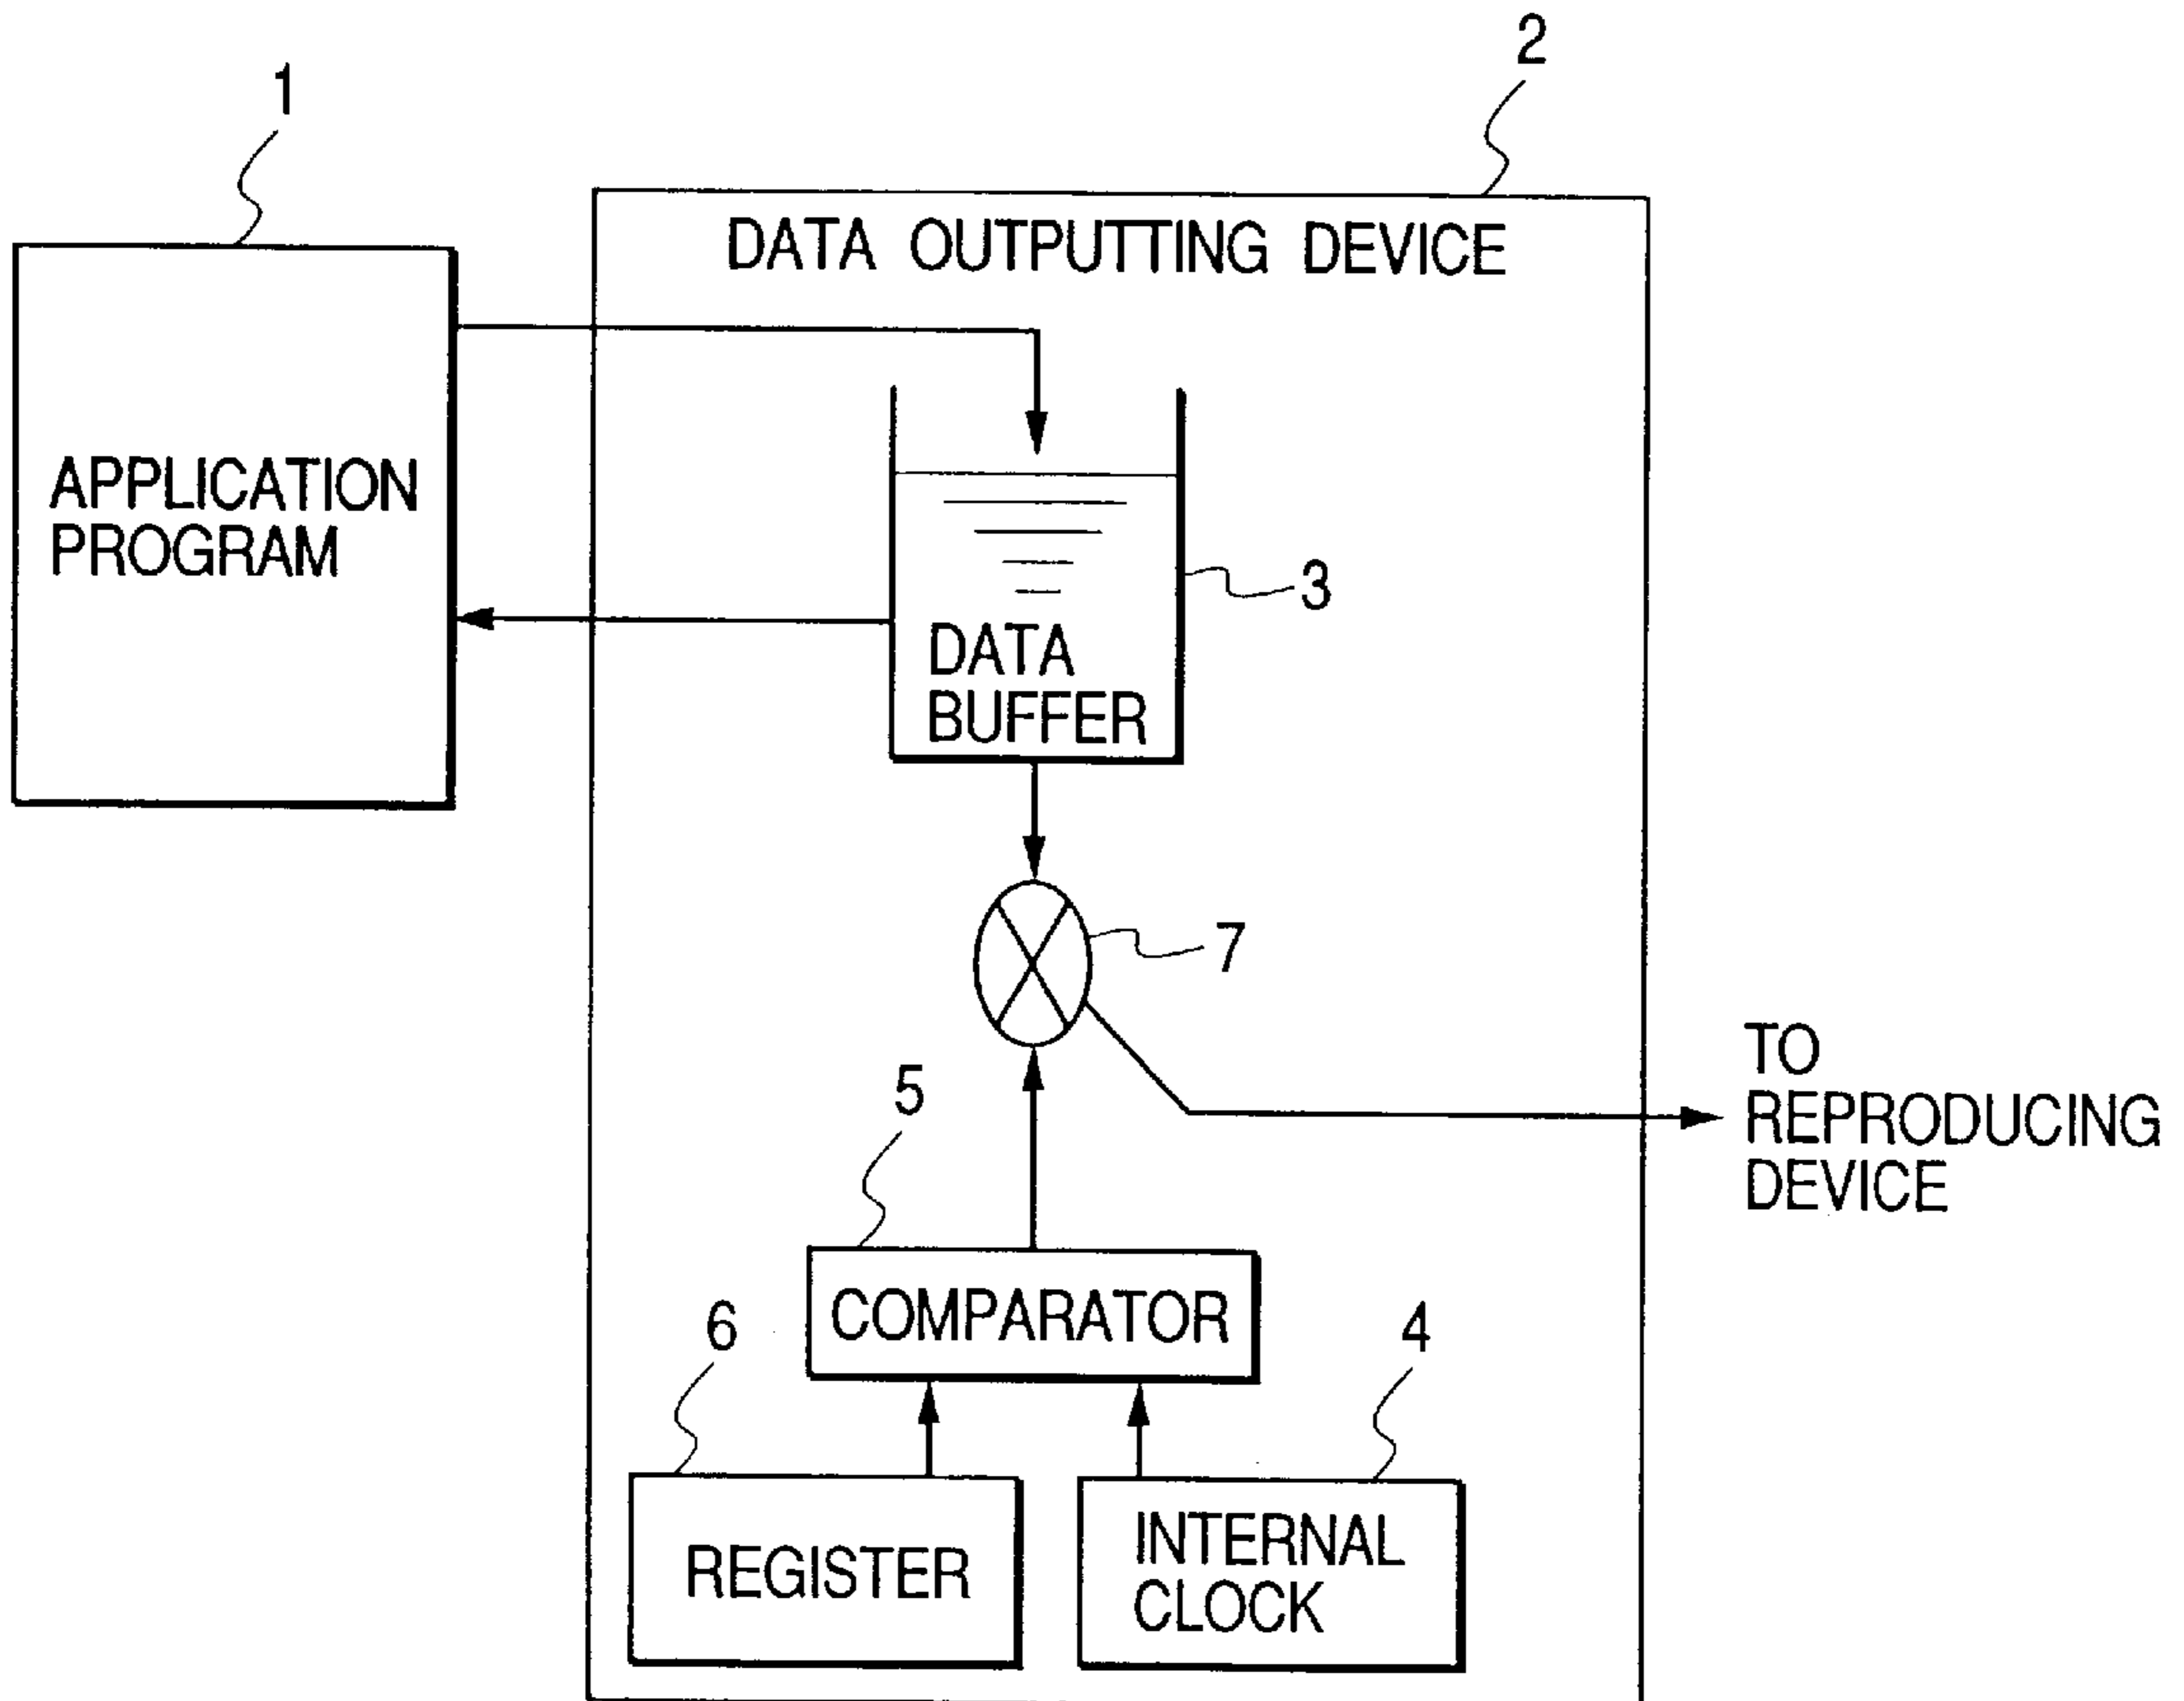 2
1
DATA OUTPUTTING DEVICE
APPLICATION
PROGRAM
3
DATA
BUFFER
7
TO
REPRODUCING
DEVICE
5
COMPARATOR
6
4
REGISTER
INTERNAL
CLOCK